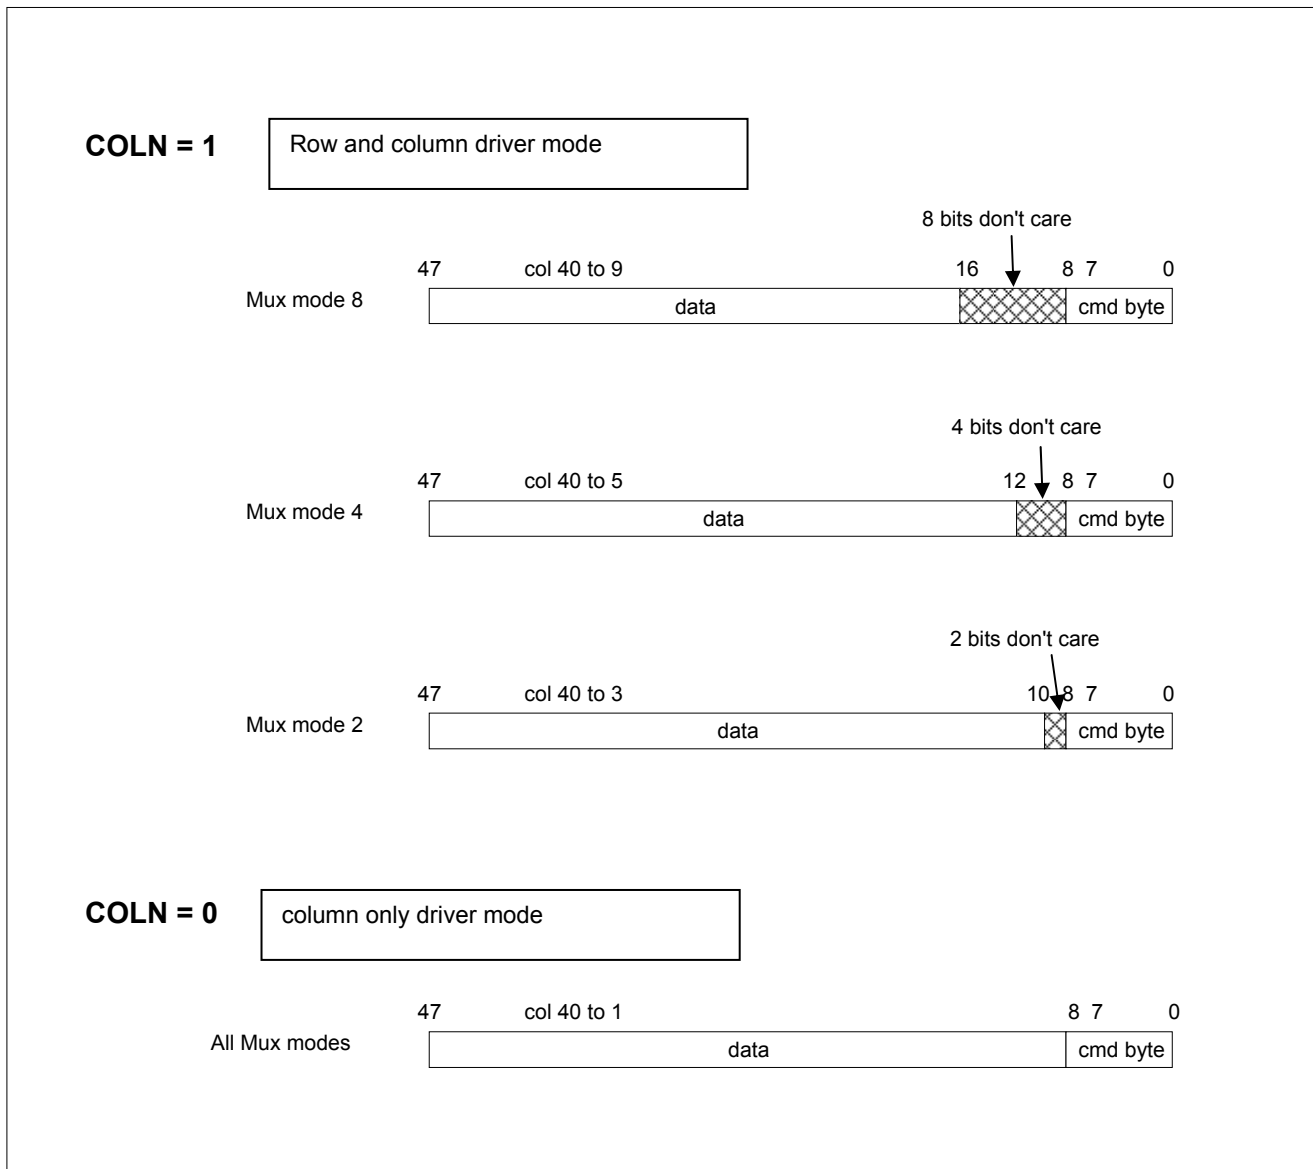 COLN = 1 Row and column driver mode
8 bits don't care
47 col 40 to 9 16 8 7 0
Mux mode 8 data cmd byte
4 bits don't care
47 col 40 to 5 12 8 7 0
Mux mode 4 data cmd byte
2 bits don't care
47 col 40 to 3 10 8 7 0
Mux mode 2 data cmd byte
COLN = 0 column only driver mode
47 col 40 to 1 8 7 0
All Mux modes data cmd byte